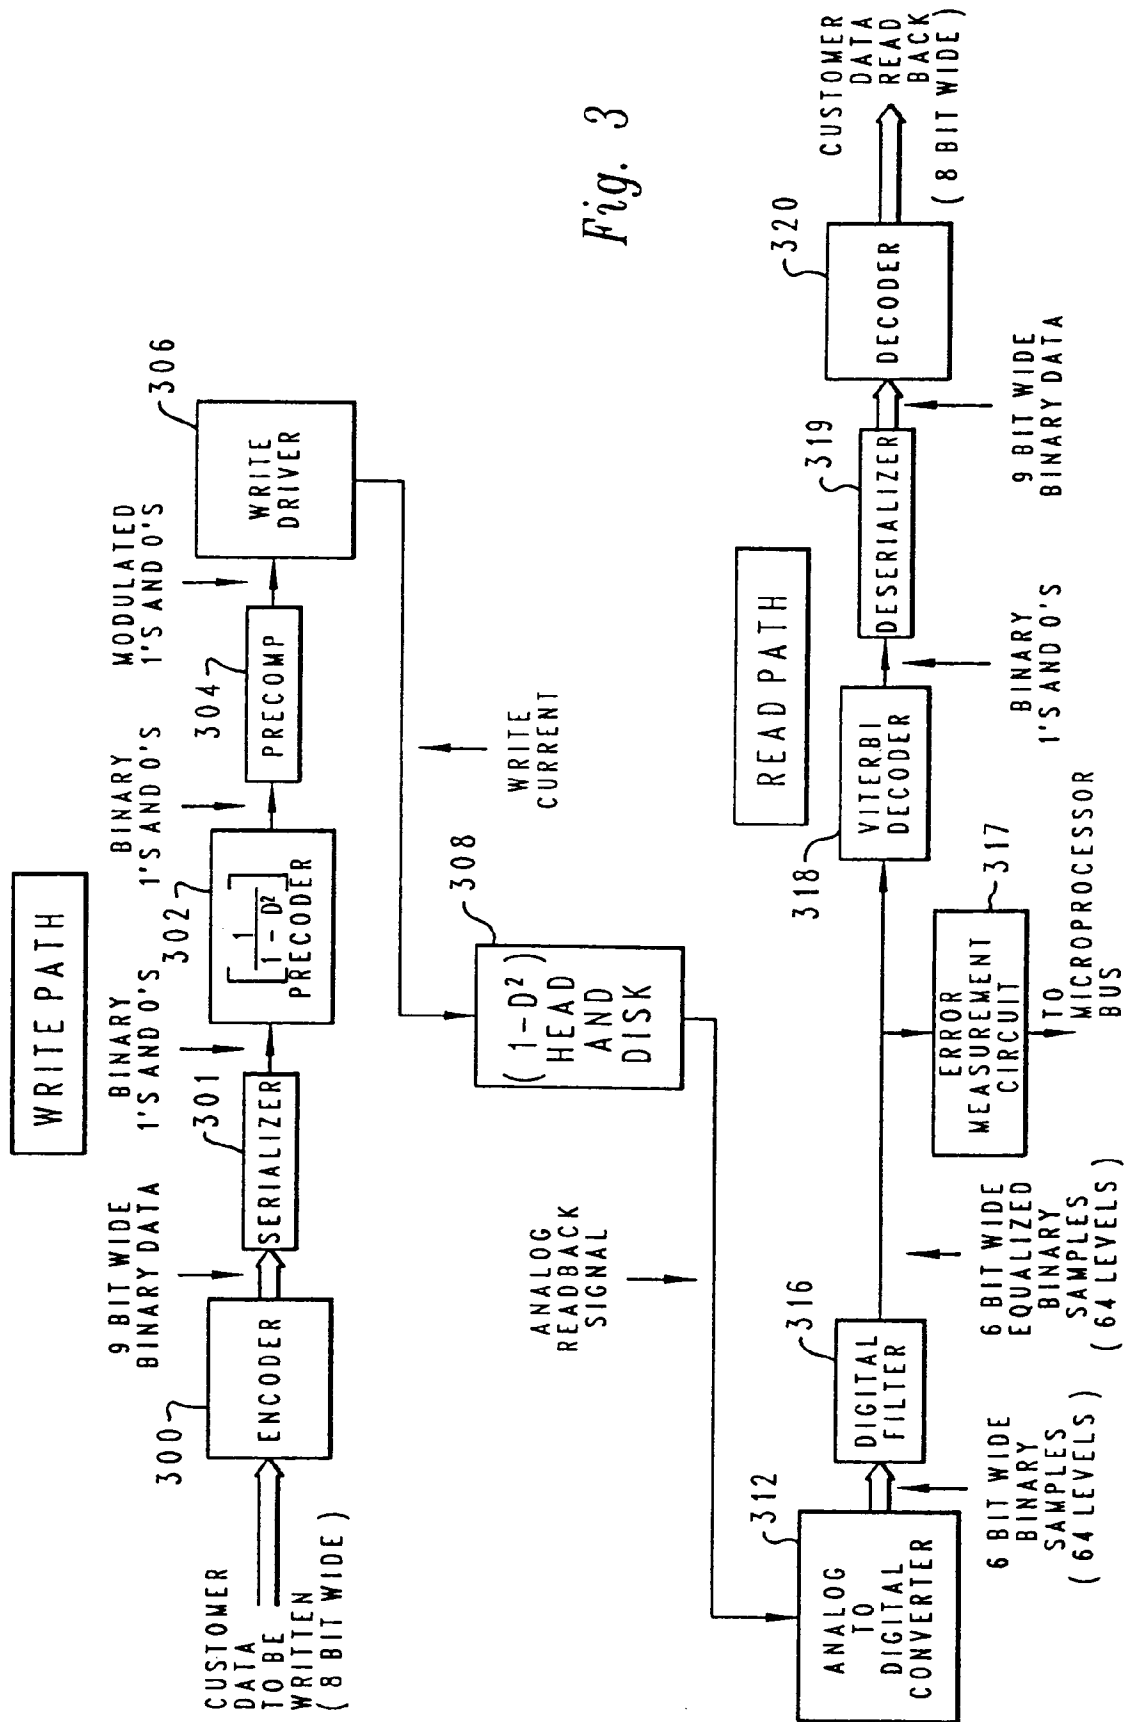 WRITE PATH
CUSTOMER
DATA
TO BE
WRITTEN
(8 BIT WIDE)
300
ENCODER
9 BIT WIDE
BINARY DATA
301
SERIALIZER
BINARY
1'S AND 0'S
302
[1/(1-D²)]
PRECODER
BINARY
1'S AND 0'S
304
PRECOMP
MODULATED
1'S AND 0'S
306
WRITE
DRIVER
WRITE
CURRENT
308
(1-D²)
HEAD
AND
DISK
ANALOG
READBACK
SIGNAL
Fig. 3
READ PATH
312
ANALOG
TO
DIGITAL
CONVERTER
6 BIT WIDE
BINARY
SAMPLES
(64 LEVELS)
316
DIGITAL
FILTER
6 BIT WIDE
EQUALIZED
BINARY
SAMPLES
(64 LEVELS)
317
ERROR
MEASUREMENT
CIRCUIT
TO
MICROPROCESSOR
BUS
318
VITERBI
DECODER
BINARY
1'S AND 0'S
319
DESERIALIZER
9 BIT WIDE
BINARY DATA
320
DECODER
CUSTOMER
DATA
READ
BACK
(8 BIT WIDE)